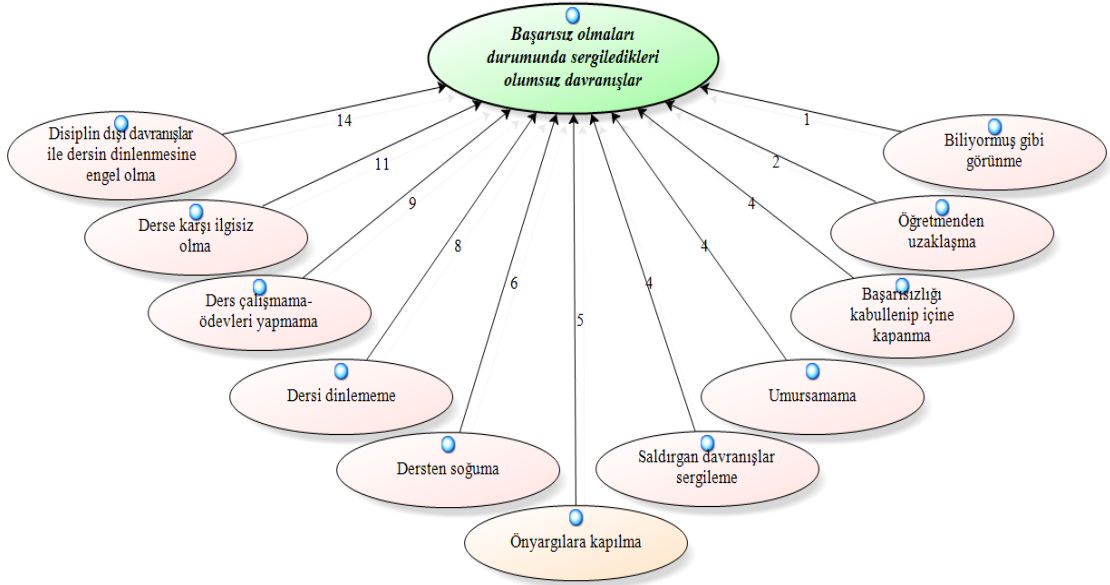 Başarısız olmaları
durumunda sergiledikleri
olumsuz davranışlar
14
11
9
8
6
5
4
4
4
2
1
Disiplin dışı davranışlar
ile dersin dinlenmesine
engel olma
Derse karşı ilgisiz
olma
Ders çalışmama-
ödevleri yapmama
Dersi dinlememe
Dersten soğuma
Önyargılara kapılma
Saldırgan davranışlar
sergileme
Umursamama
Başarısızlığı
kabullenip içine
kapanma
Öğretmenden
uzaklaşma
Biliyormuş gibi
görünme